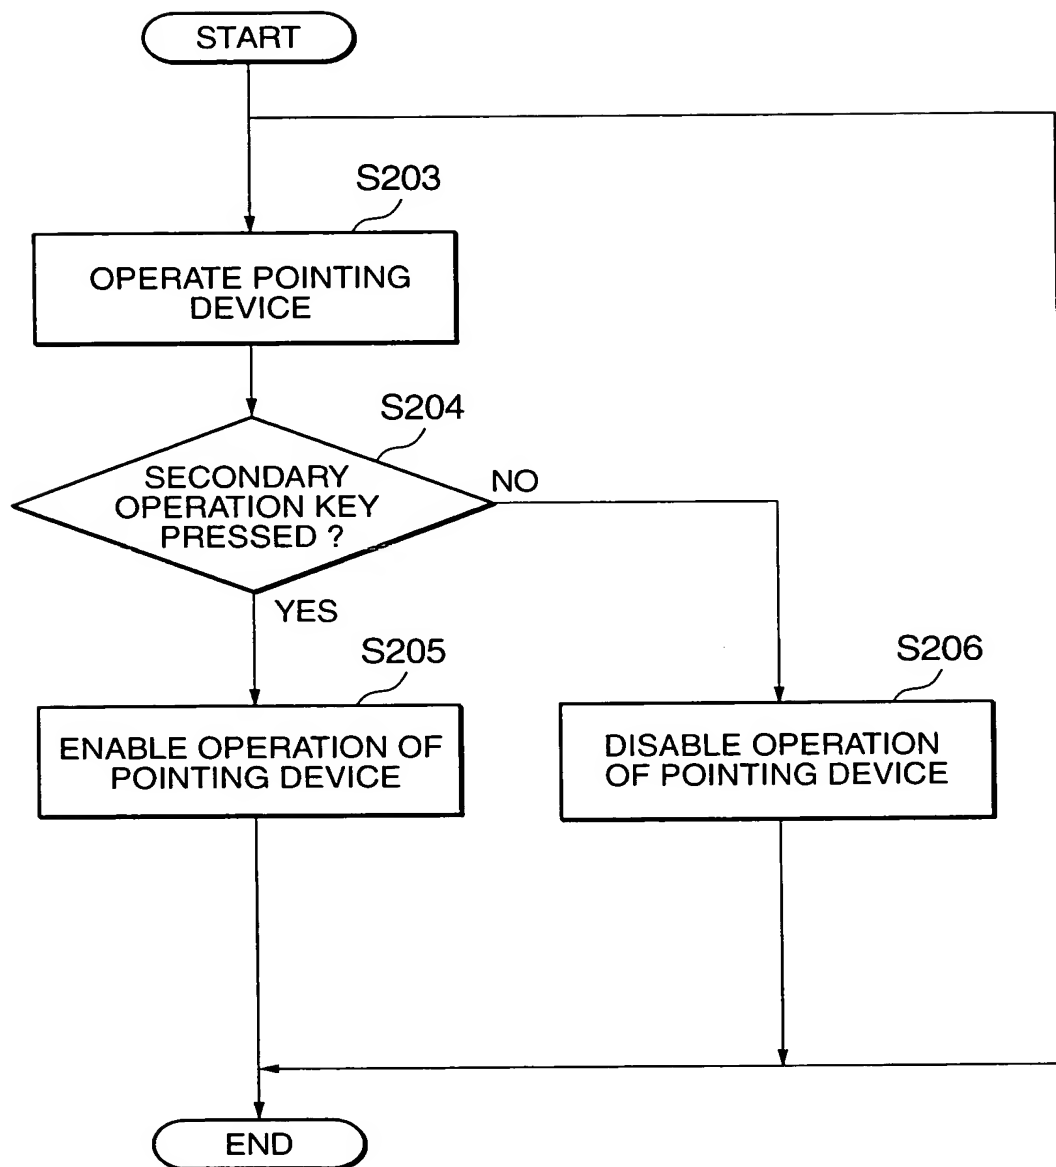 START
S203
OPERATE POINTING
DEVICE
S204
SECONDARY
OPERATION KEY
PRESSED ?
NO
YES
S205
ENABLE OPERATION OF
POINTING DEVICE
S206
DISABLE OPERATION
OF POINTING DEVICE
END